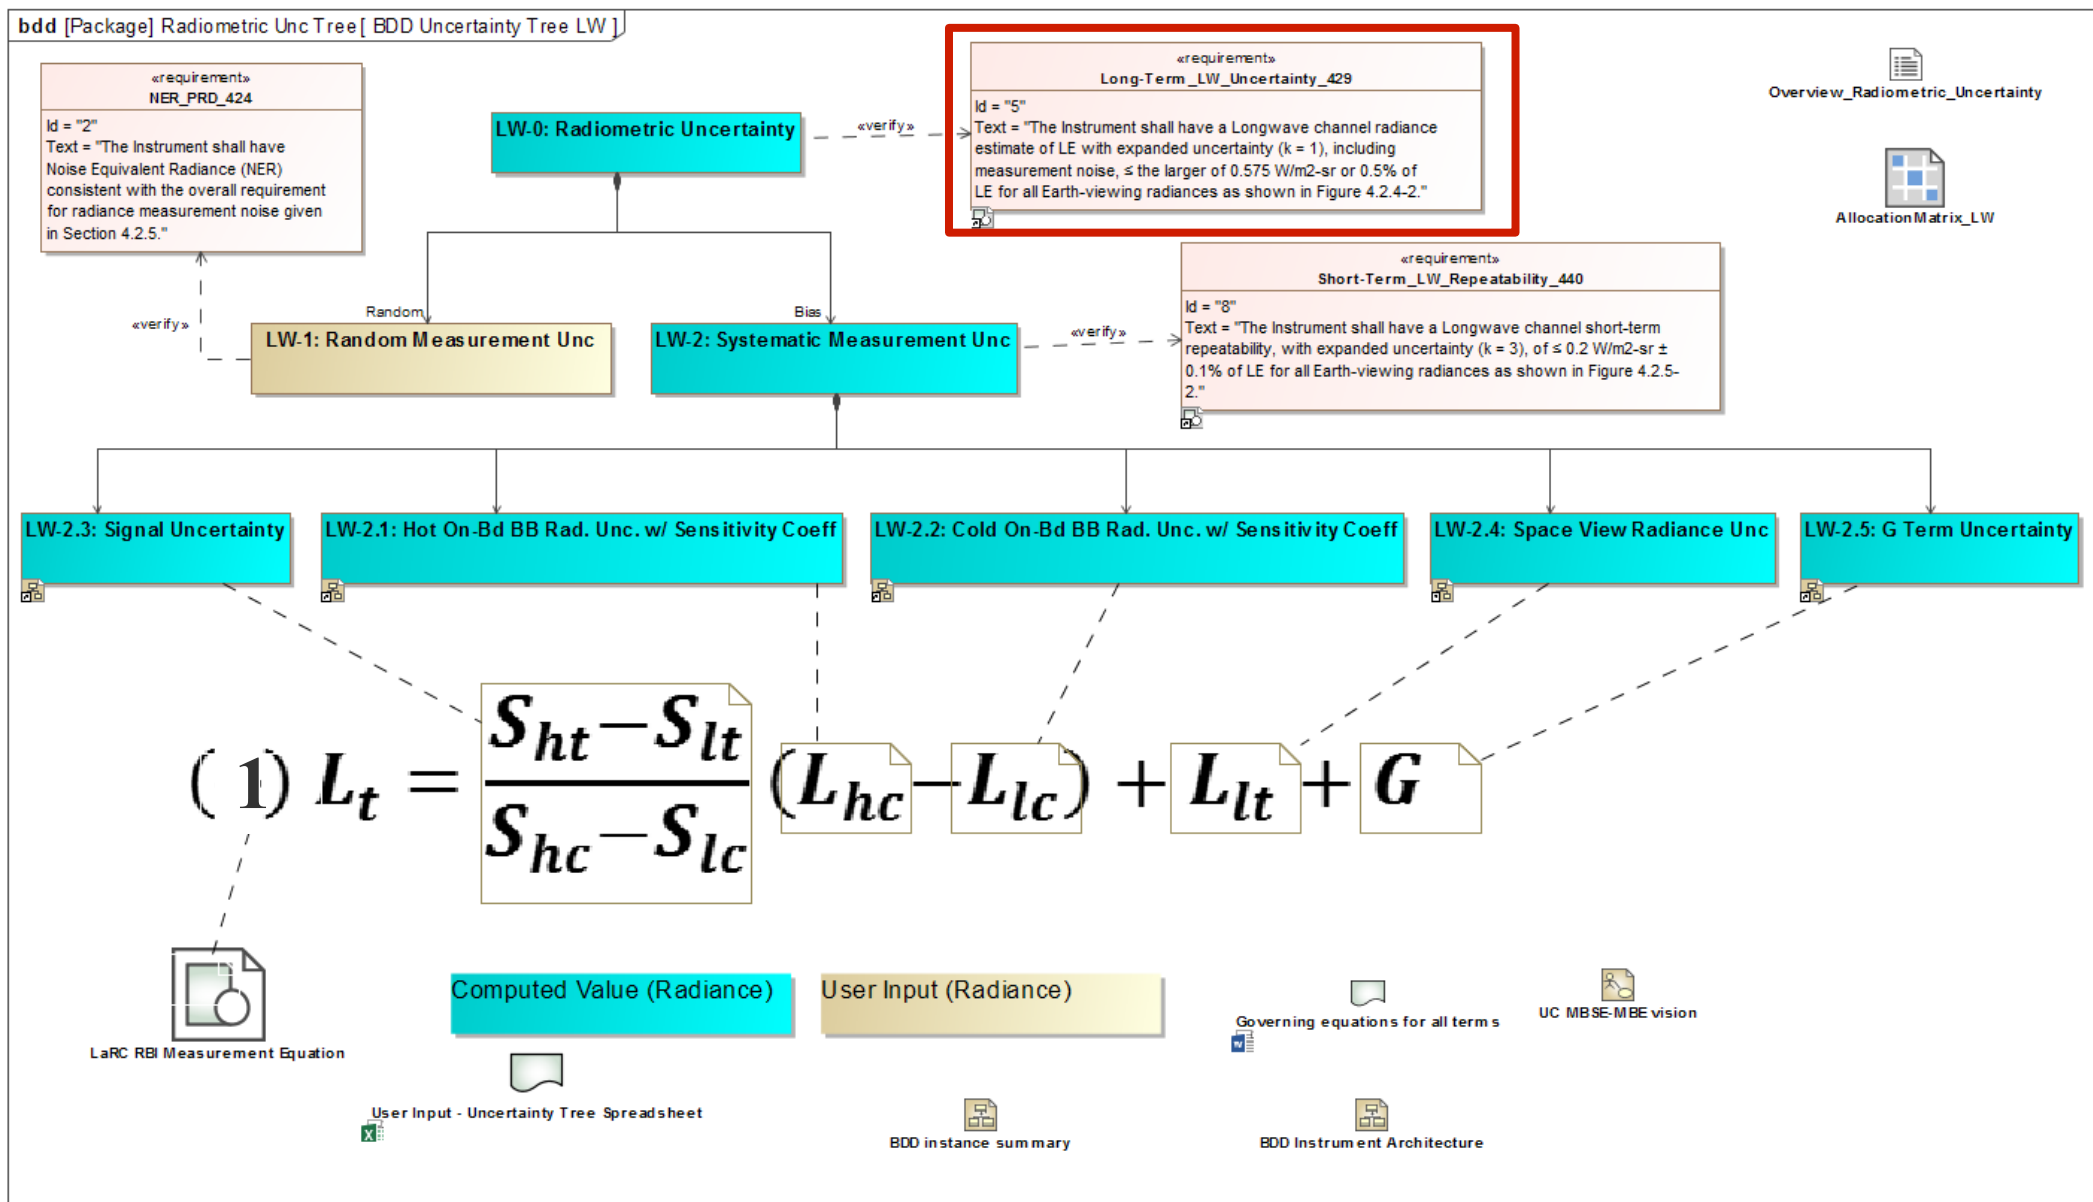 bdd [Package] Radiometric Unc Tree[ BDD Uncertainty Tree LW ]
«requirement»
NER_PRD_424
Id = "2"
Text = "The Instrument shall have
Noise Equivalent Radiance (NER)
consistent with the overall requirement
for radiance measurement noise given
in Section 4.2.5."
LW-0: Radiometric Uncertainty
«verify»
«requirement»
Long-Term_LW_Uncertainty_429
Id = "5"
Text = "The Instrument shall have a Longwave channel radiance
estimate of LE with expanded uncertainty (k = 1), including
measurement noise, ≤ the larger of 0.575 W/m2-sr or 0.5% of
LE for all Earth-viewing radiances as shown in Figure 4.2.4-2."
Overview_Radiometric_Uncertainty
AllocationMatrix_LW
«requirement»
Short-Term_LW_Repeatability_440
Id = "8"
Text = "The Instrument shall have a Longwave channel short-term
repeatability, with expanded uncertainty (k = 3), of ≤ 0.2 W/m2-sr ±
0.1% of LE for all Earth-viewing radiances as shown in Figure 4.2.5-
2."
«verify»
Random
Bias
«verify»
LW-1: Random Measurement Unc
LW-2: Systematic Measurement Unc
LW-2.3: Signal Uncertainty
LW-2.1: Hot On-Bd BB Rad. Unc. w/ Sensitivity Coeff
LW-2.2: Cold On-Bd BB Rad. Unc. w/ Sensitivity Coeff
LW-2.4: Space View Radiance Unc
LW-2.5: G Term Uncertainty
S_ht − S_lt
(1) L_t = (L_hc − L_lc) + L_lt + G
S_hc − S_lc
LaRC RBI Measurement Equation
Computed Value (Radiance)
User Input (Radiance)
Governing equations for all terms
W
UC MBSE-MBE vision
User Input - Uncertainty Tree Spreadsheet
X
BDD instance summary
BDD Instrument Architecture